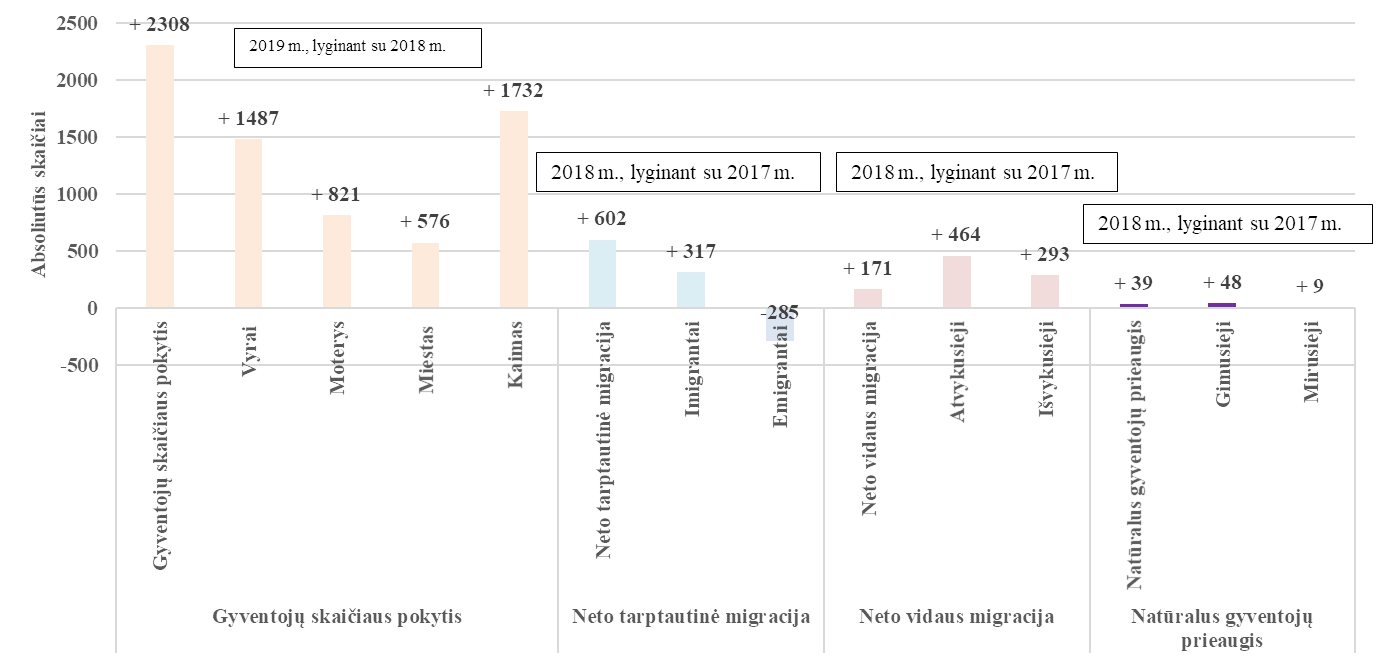 2500
2000
1500
1000
500
0
-500
Absoliutūs skaičiai
+ 2308
+ 1487
+ 821
+ 576
+ 1732
+ 602
+ 317
-285
+ 171
+ 464
+ 293
+ 39
+ 48
+ 9
2019 m., lyginant su 2018 m.
2018 m., lyginant su 2017 m.
2018 m., lyginant su 2017 m.
2018 m., lyginant su 2017 m.
Gyventojų skaičiaus pokytis
Vyrai
Moterys
Miestas
Kaimas
Neto tarptautinė migracija
Imigrantai
Emigrantai
Neto vidaus migracija
Atvykusieji
Išvykusieji
Natūralus gyventojų prieaugis
Gimusieji
Mirusieji
Gyventojų skaičiaus pokytis
Neto tarptautinė migracija
Neto vidaus migracija
Natūralus gyventojų
prieaugis